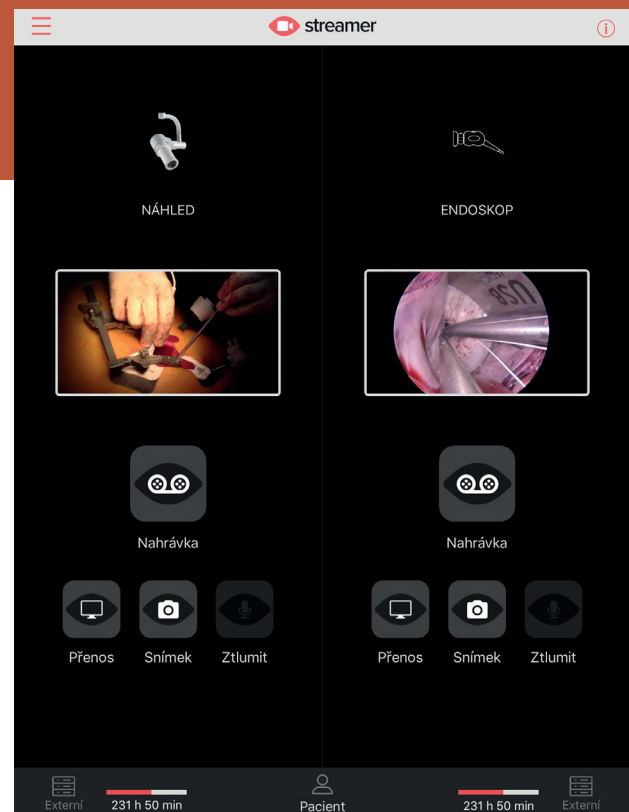 streamer
NÁHLED
ENDOSKOP
USB
Nahrávka
Nahrávka
Přenos
Snímek
Ztlumit
Přenos
Snímek
Ztlumit
Externí
231 h 50 min
Pacient
231 h 50 min
Externí